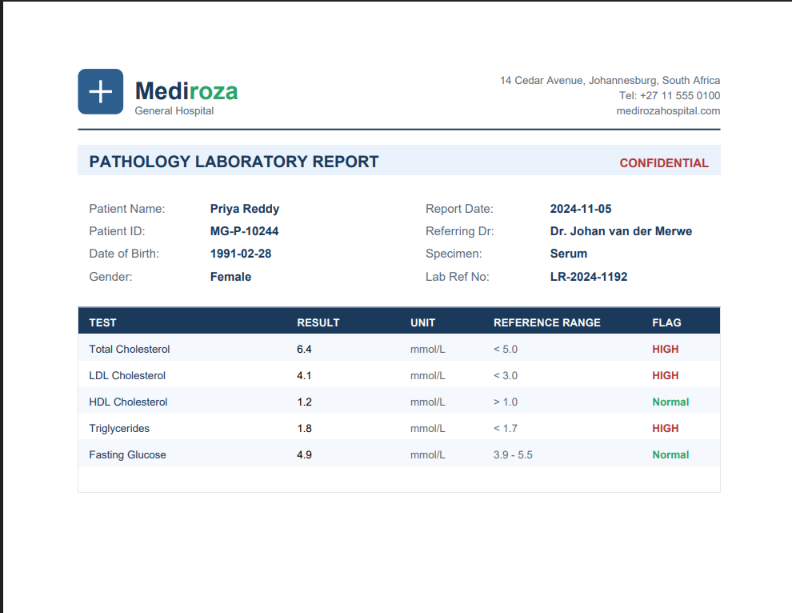 Mediroza
General Hospital
14 Cedar Avenue, Johannesburg, South Africa
Tel: +27 11 555 0100
medirozahospital.com
PATHOLOGY LABORATORY REPORT CONFIDENTIAL
Patient Name: Priya Reddy Report Date: 2024-11-05
Patient ID: MG-P-10244 Referring Dr: Dr. Johan van der Merwe
Date of Birth: 1991-02-28 Specimen: Serum
Gender: Female Lab Ref No: LR-2024-1192
TEST RESULT UNIT REFERENCE RANGE FLAG
Total Cholesterol 6.4 mmol/L < 5.0 HIGH
LDL Cholesterol 4.1 mmol/L < 3.0 HIGH
HDL Cholesterol 1.2 mmol/L > 1.0 Normal
Triglycerides 1.8 mmol/L < 1.7 HIGH
Fasting Glucose 4.9 mmol/L 3.9 - 5.5 Normal